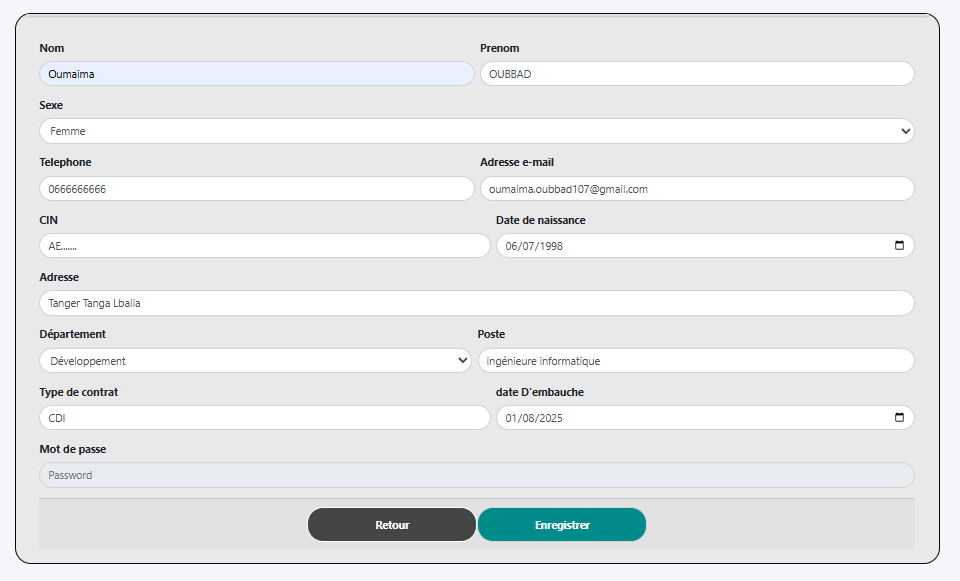 Nom Prenom
Oumaima OUBBAD
Sexe
Femme
Telephone Adresse e-mail
0666666666 oumaima.oubbad107@gmail.com
CIN Date de naissance
AE...... 06/07/1998
Adresse
Tanger Tanga Lbalia
Département Poste
Développement ingénieure informatique
Type de contrat date D'embauche
CDI 01/08/2025
Mot de passe
Password
Retour Enregistrer